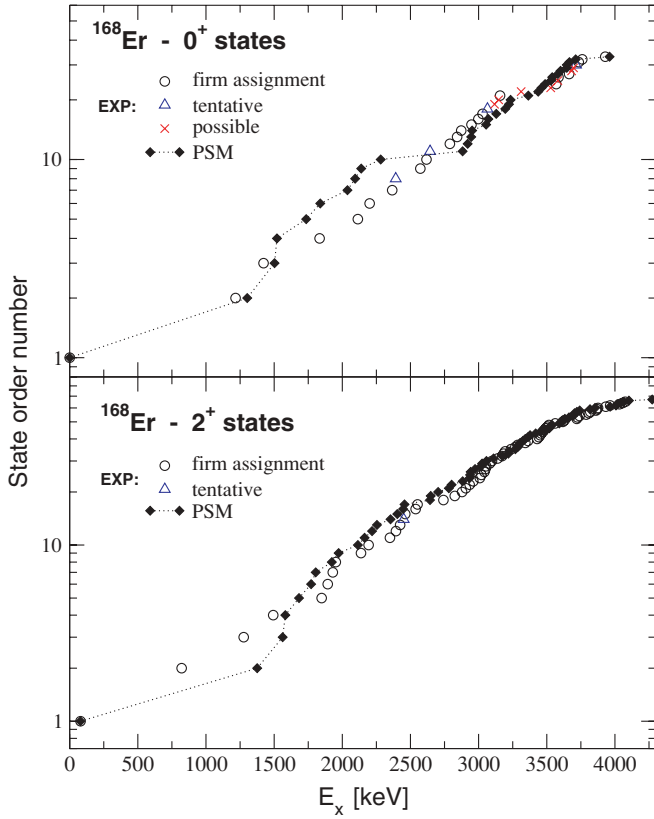 168Er - 0+ states
firm assignment
EXP: tentative
possible
PSM
10
1
State order number
168Er - 2+ states
firm assignment
EXP: tentative
PSM
10
1
0 500 1000 1500 2000 2500 3000 3500 4000
Ex [keV]